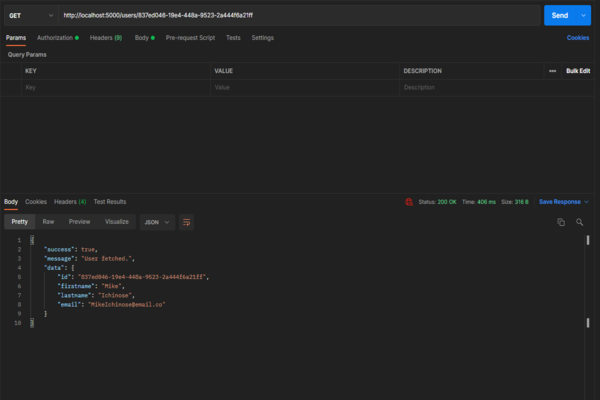 GET http://localhost:5000/users/837ed046-19e4-448a-9523-2a444f6a21ff Send
Params Authorization Headers (9) Body Pre-request Script Tests Settings Cookies
Query Params
KEY VALUE DESCRIPTION ••• Bulk Edit
Key Value Description
Body Cookies Headers (4) Test Results Status: 200 OK Time: 406 ms Size: 316 B Save Response
Pretty Raw Preview Visualize JSON
1 {
2 "success": true,
3 "message": "User fetched.",
4 "data": {
5 "id": "837ed046-19e4-448a-9523-2a444f6a21ff",
6 "firstname": "Mike",
7 "lastname": "Ichinose",
8 "email": "MikeIchinose@email.co"
9 }
10 }